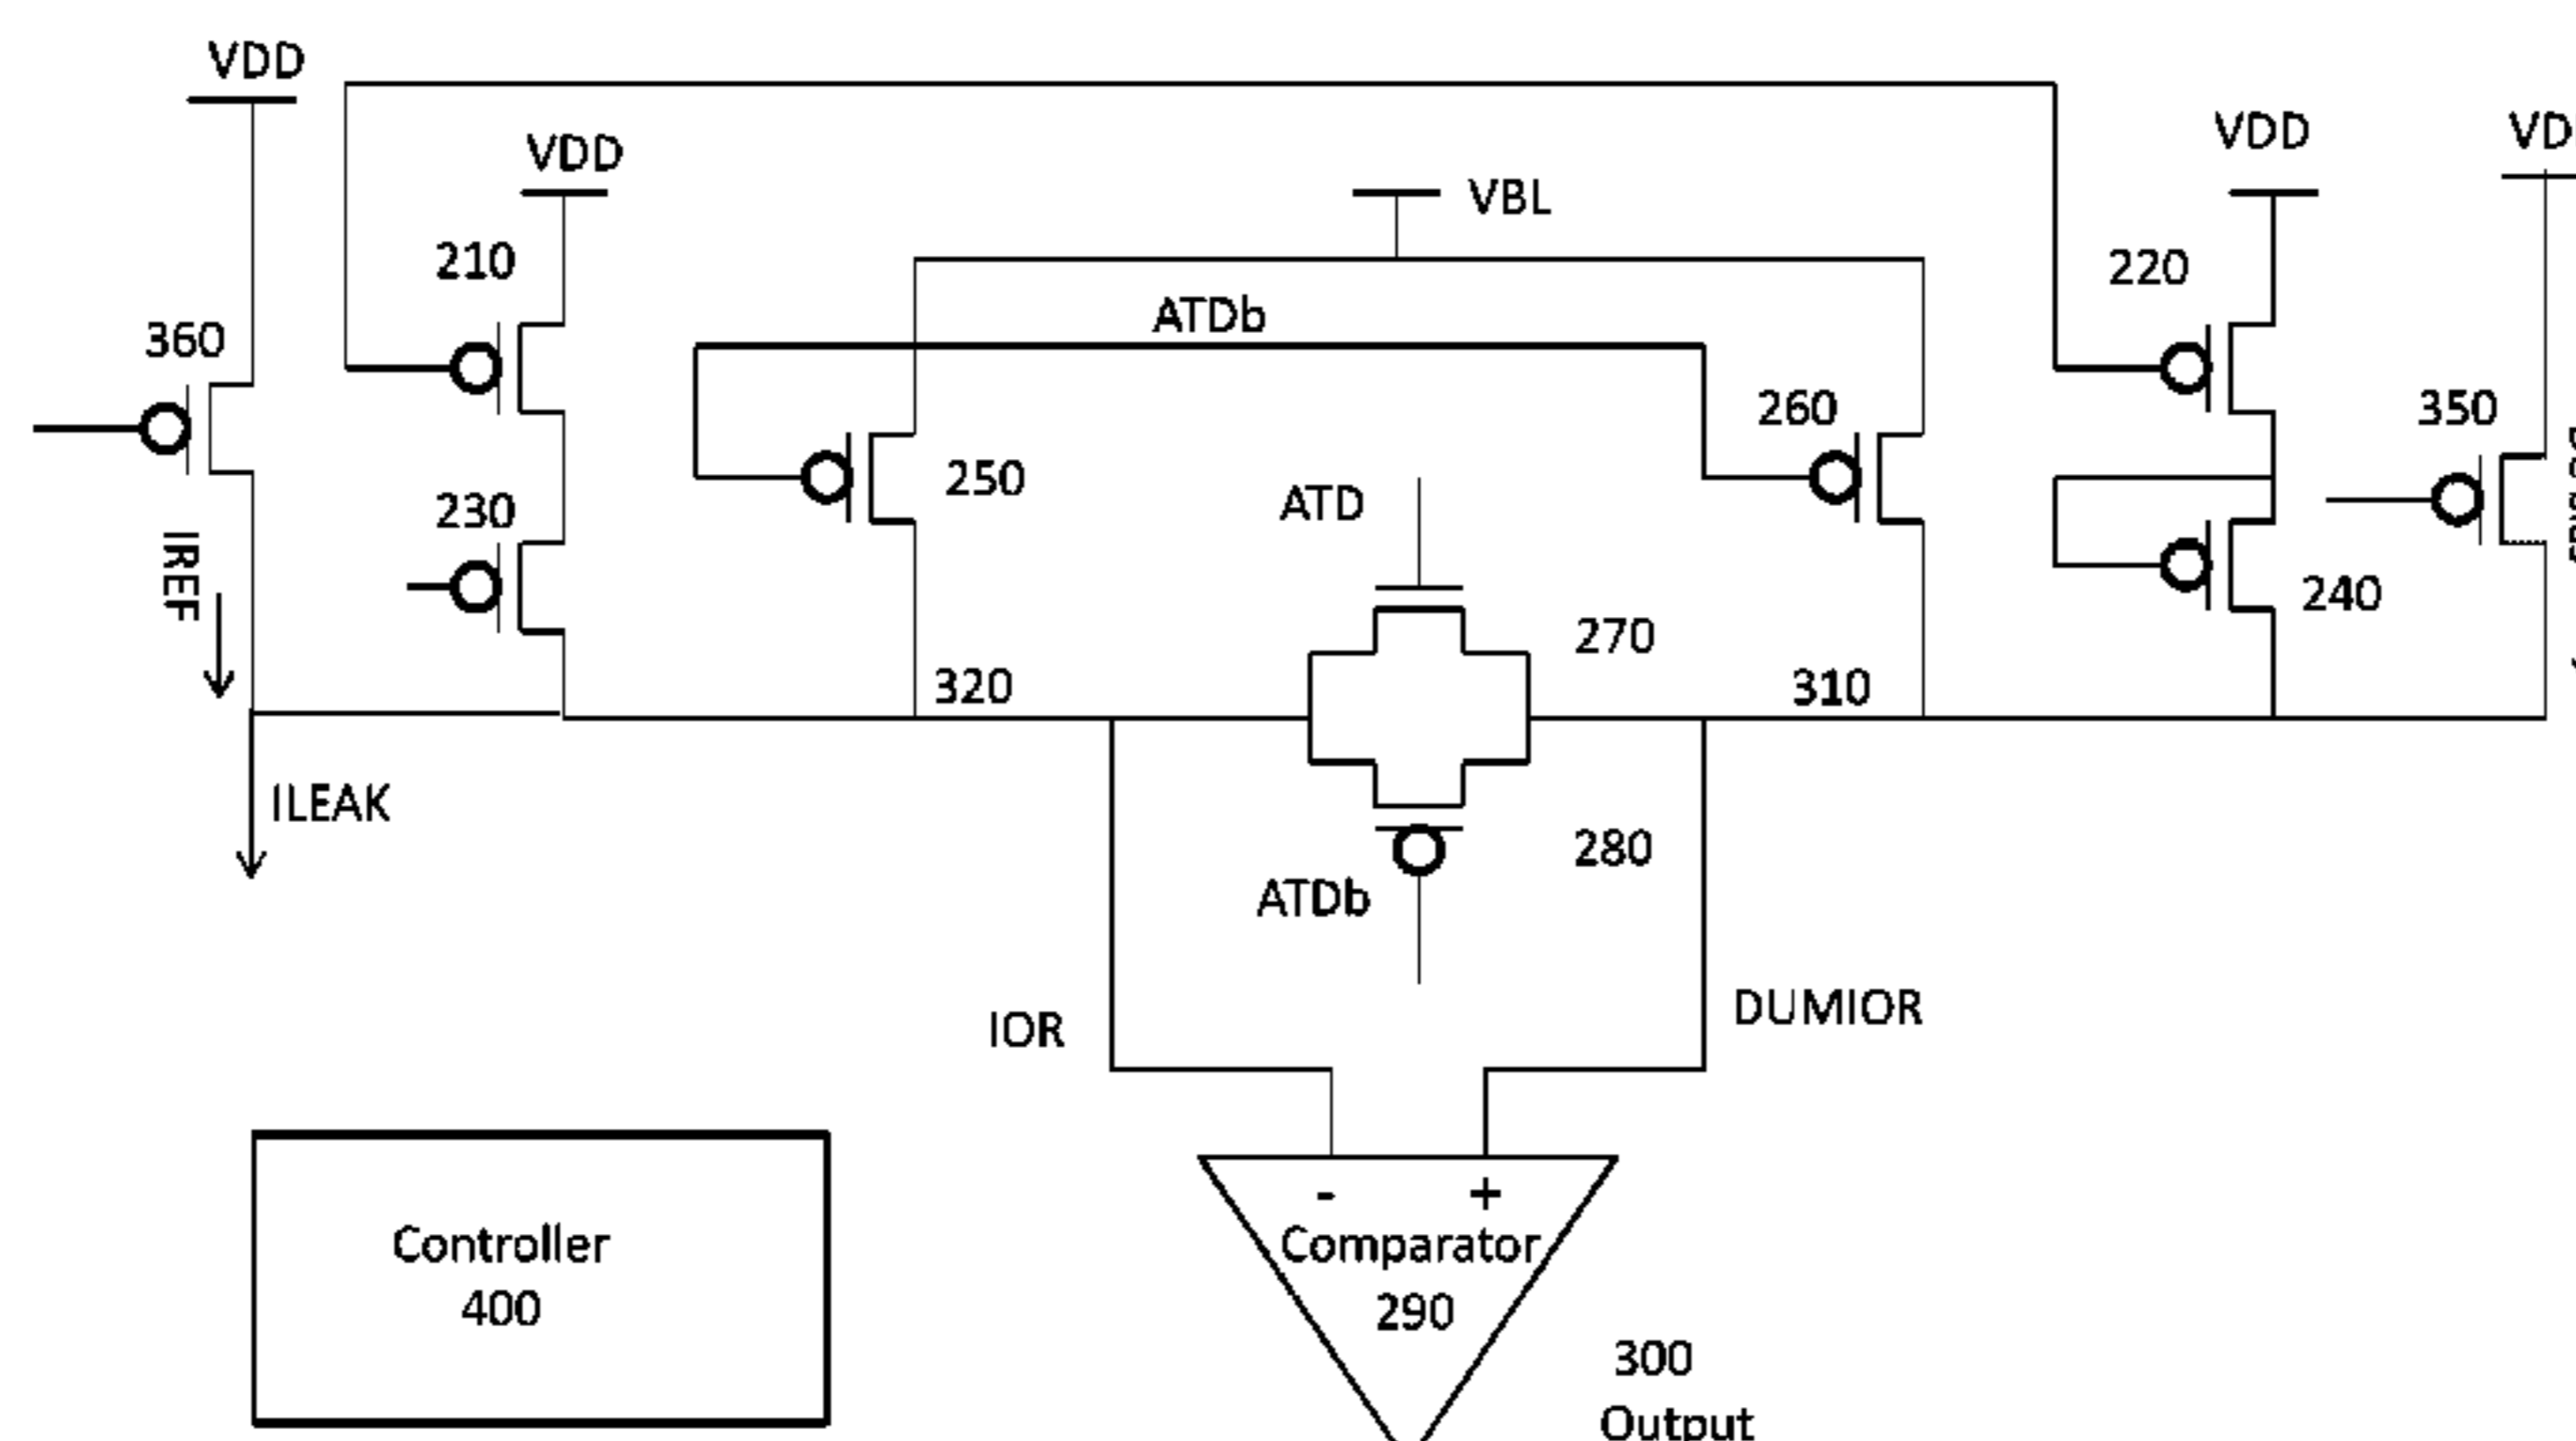 VDD
VDD
VDD
VBL
210
220
ATDb
360
260
350
250
ATD
230
240
IREF
270
320
310
ILEAK
280
ATDb
IOR
DUMIOR
- +
Comparator
290
Controller
400
300
Output